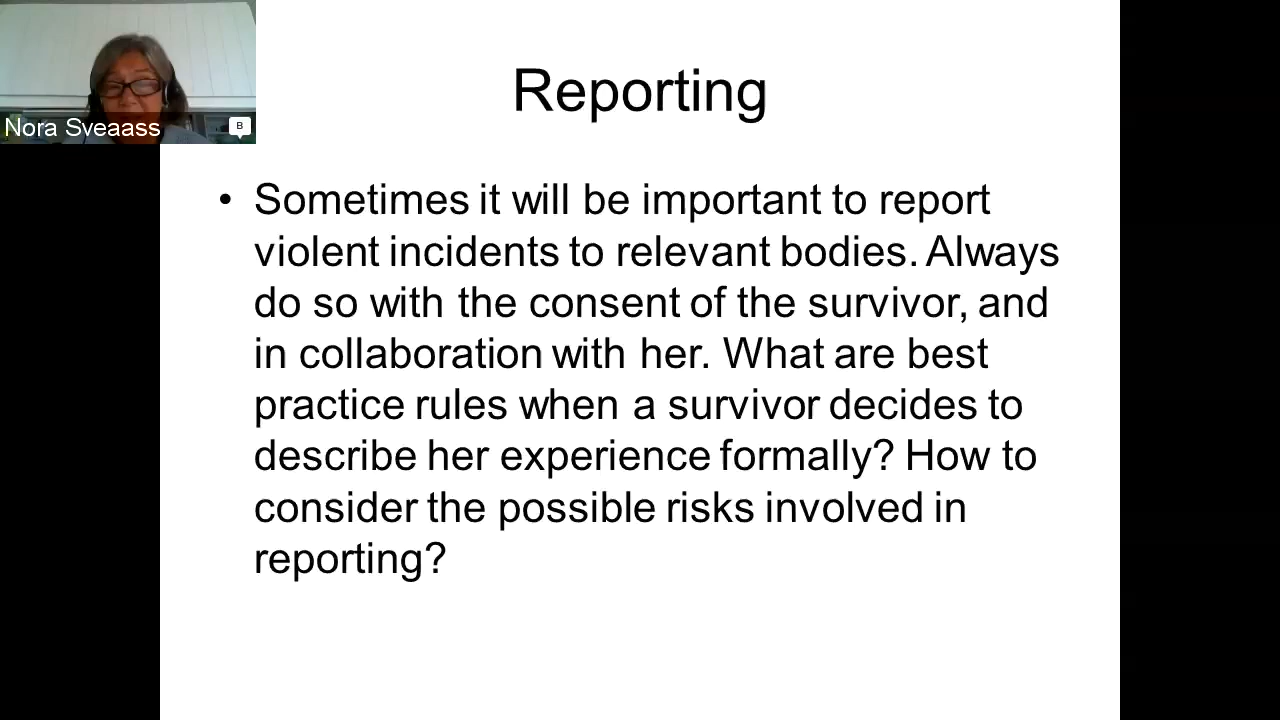 Reporting
Nora Sveaass
B
• Sometimes it will be important to report
violent incidents to relevant bodies. Always
do so with the consent of the survivor, and
in collaboration with her. What are best
practice rules when a survivor decides to
describe her experience formally? How to
consider the possible risks involved in
reporting?